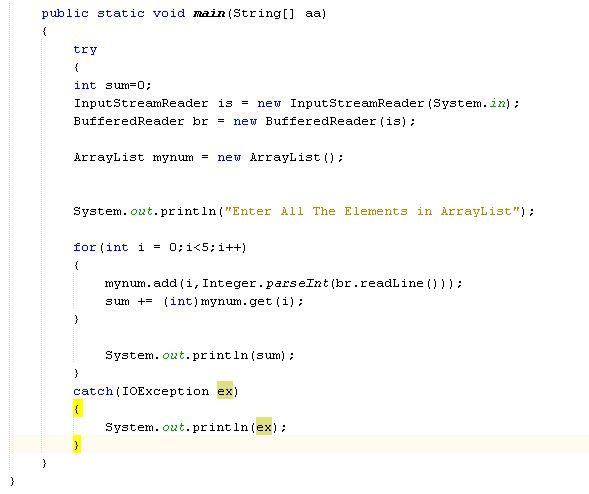 public static void main(String[] aa)
{
try
{
int sum=0;
InputStreamReader is = new InputStreamReader(System.in);
BufferedReader br = new BufferedReader(is);
ArrayList mynum = new ArrayList();
System.out.println("Enter All The Elements in ArrayList");
for(int i = 0;i<5;i++)
{
mynum.add(i,Integer.parseInt(br.readLine()));
sum += (int)mynum.get(i);
}
System.out.println(sum);
}
catch(IOException ex)
{
System.out.println(ex);
}
}
}